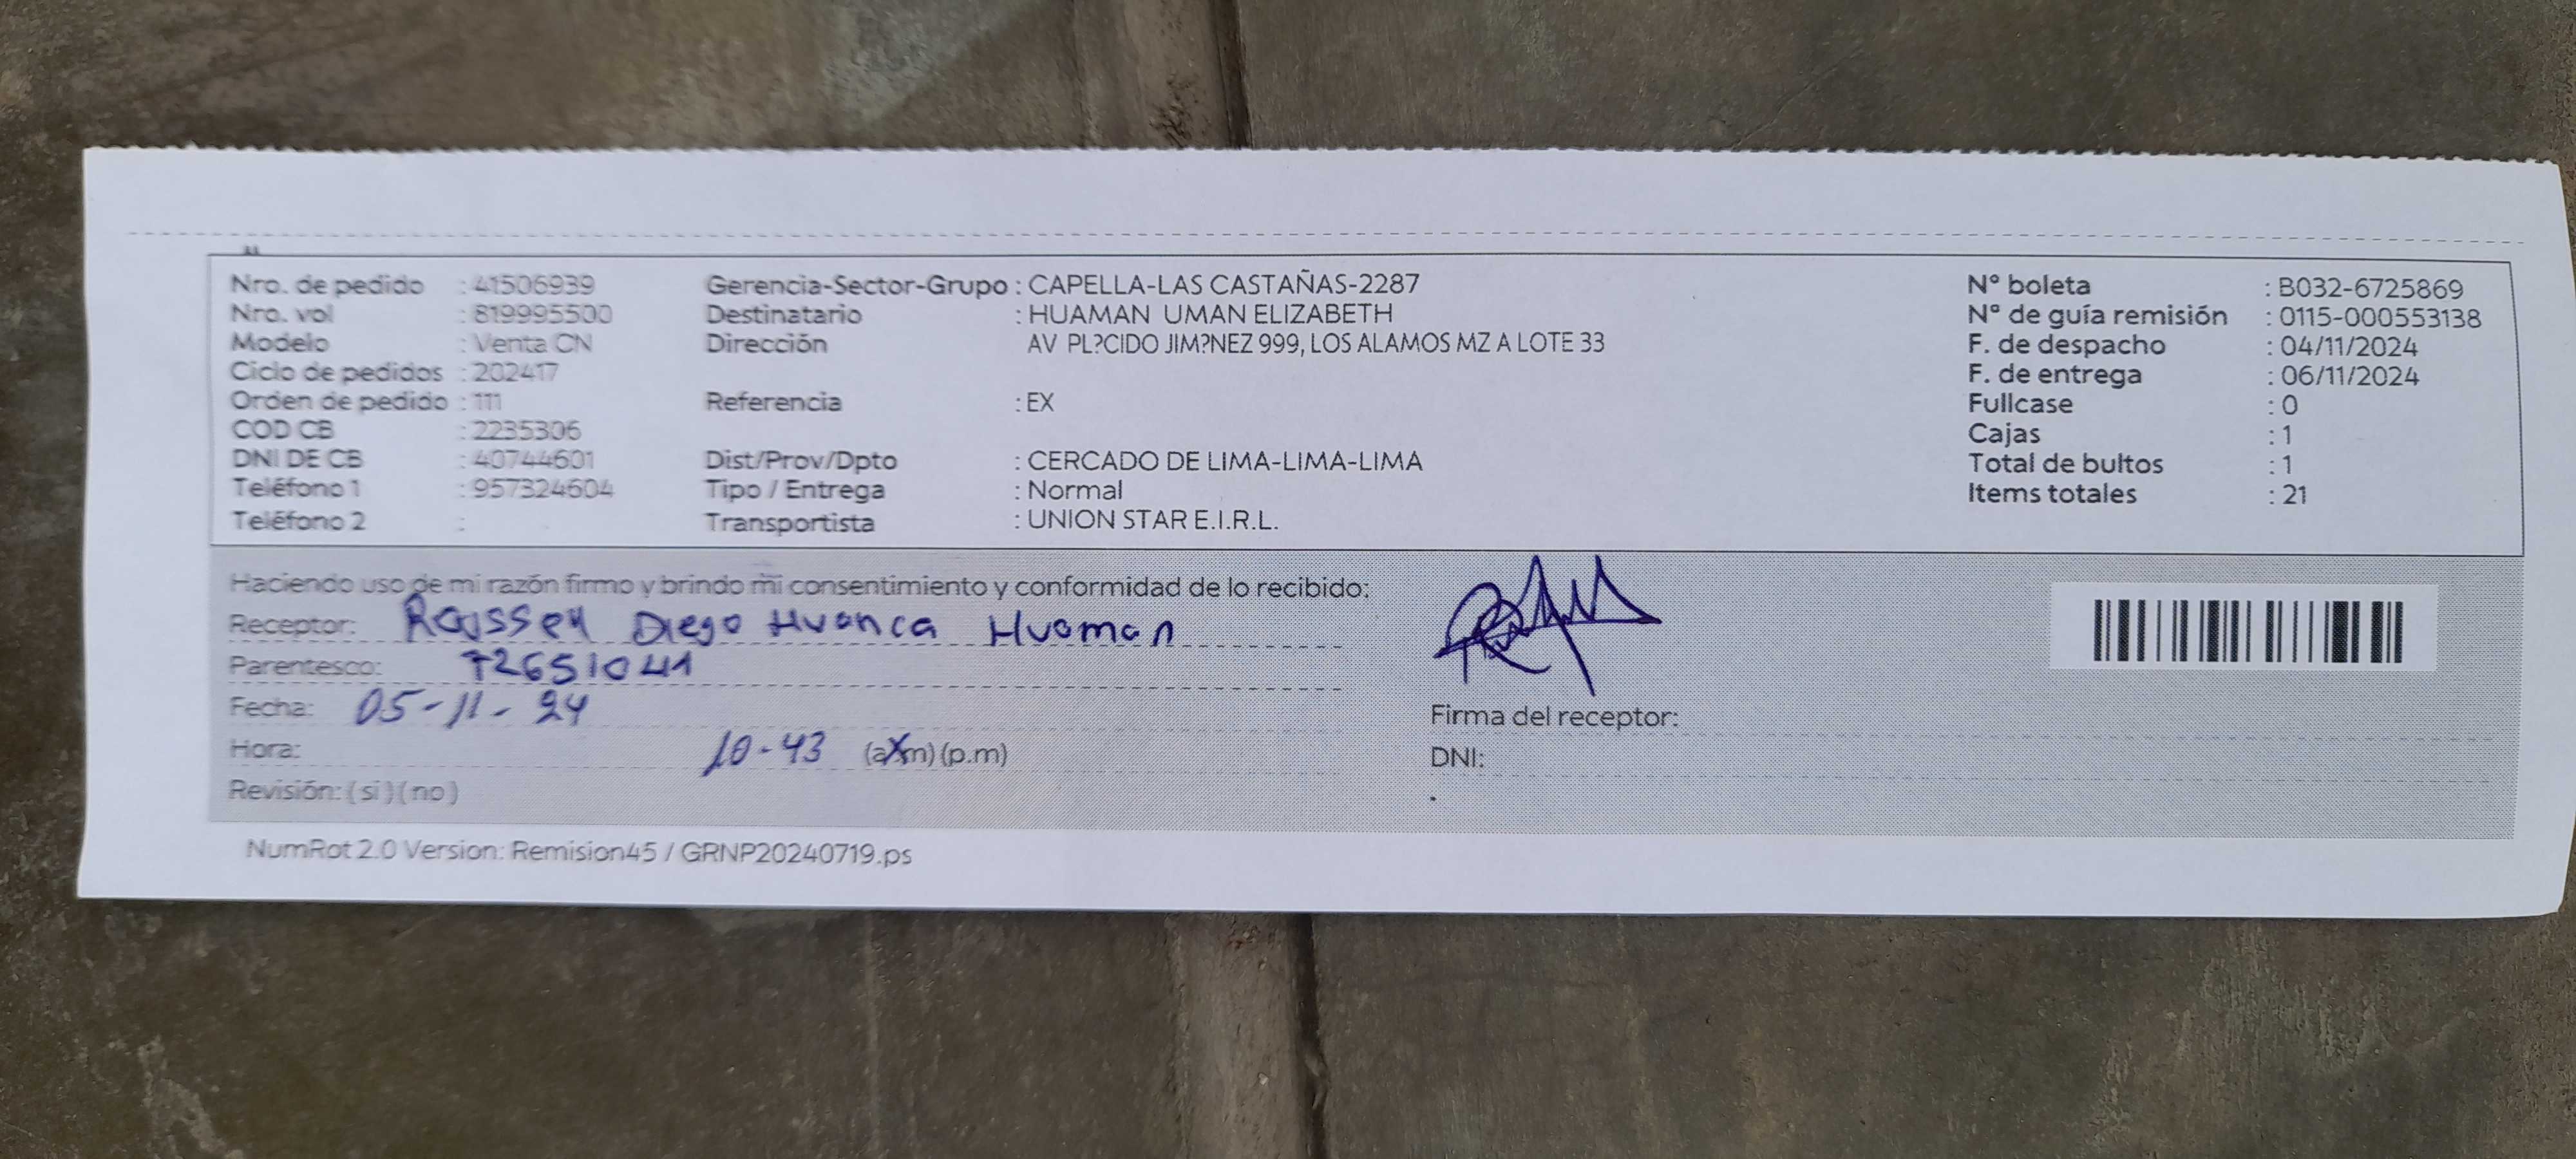 Nro. de pedido : 41506939 Gerencia-Sector-Grupo : CAPELLA-LAS CASTAÑAS-2287 N° boleta : B032-6725869
Nro. vol : 819995500 Destinatario : HUAMAN UMAN ELIZABETH N° de guía remisión : 0115-000553138
Modelo : Venta CN Dirección AV PL?CIDO JIM?NEZ 999, LOS ALAMOS MZ A LOTE 33 F. de despacho : 04/11/2024
Ciclo de pedidos : 202417 F. de entrega : 06/11/2024
Orden de pedido : 111 Referencia : EX Fullcase : 0
COD CB : 2235306 Cajas : 1
DNI DE CB : 40744601 Dist/Prov/Dpto : CERCADO DE LIMA-LIMA-LIMA Total de bultos : 1
Teléfono 1 : 957324604 Tipo / Entrega : Normal Items totales : 21
Teléfono 2 : Transportista : UNION STAR E.I.R.L.
Haciendo uso de mi razón firmo y brindo mi consentimiento y conformidad de lo recibido:
Receptor: Diego Huanca Huaman
Parentesco: 72651041
Fecha: 05-11-24 Firma del receptor:
Hora: 10-43 (a.m) (p.m) DNI:
Revisión: ( si ) ( no )
NumRot 2.0 Version: Remision45 / GRNP20240719.ps